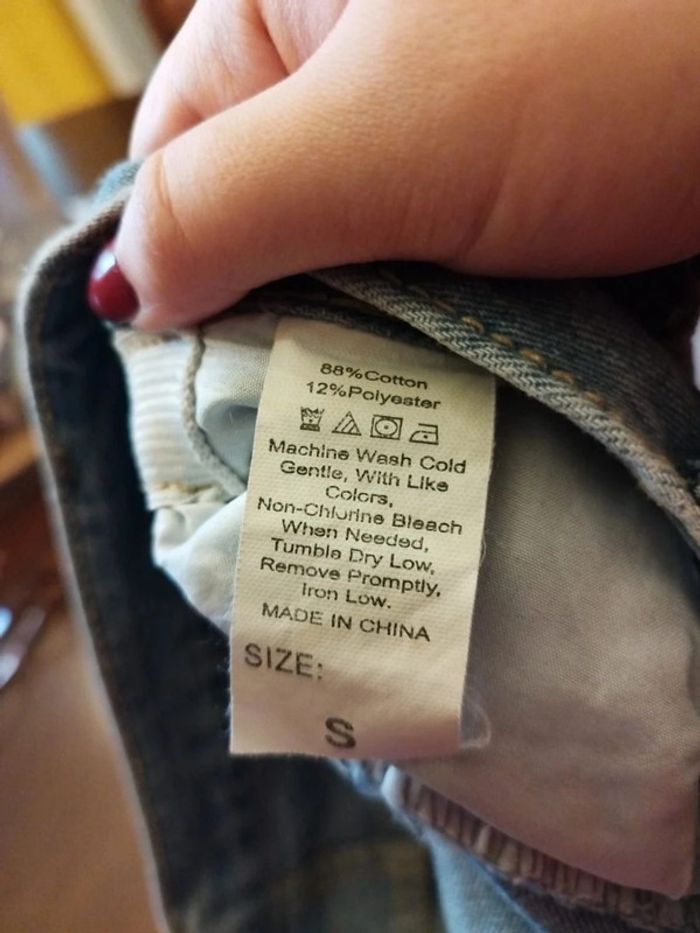 88%Cotton
12%Polyester
Machine Wash Cold
Gentle, With Like
Colors,
Non-Chlurine Bleach
When Needed,
Tumble Dry Low,
Remove Promptly,
Iron Low.
MADE IN CHINA
SIZE:
S